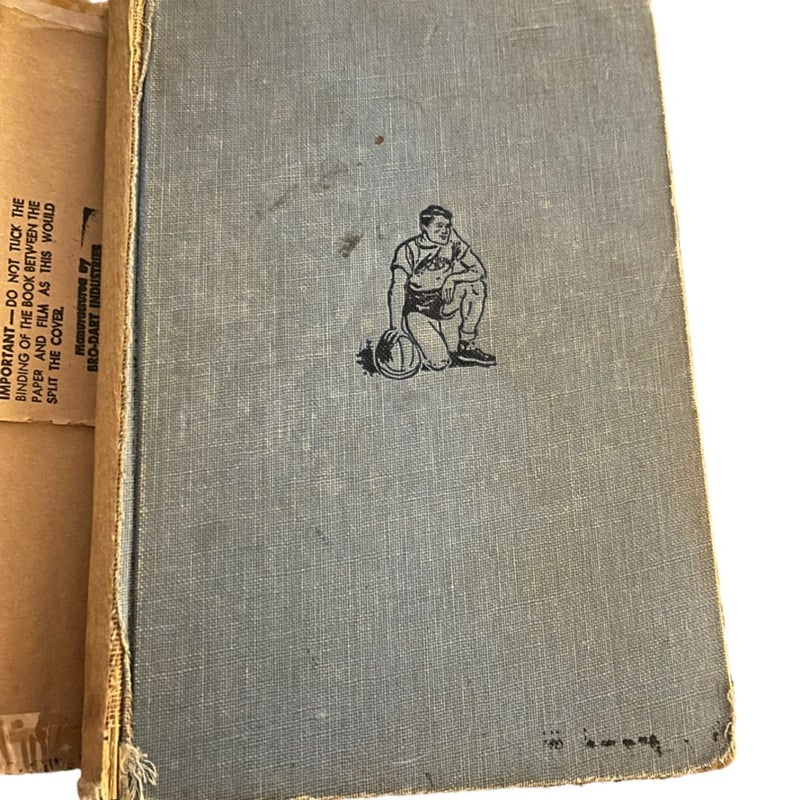 IMPORTANT—DO NOT TUCK THE
BINDING OF THE BOOK BETWEEN THE
PAPER AND FILM AS THIS WOULD
SPLIT THE COVER.
Manufactured by
BRO-DART INDUSTRIES